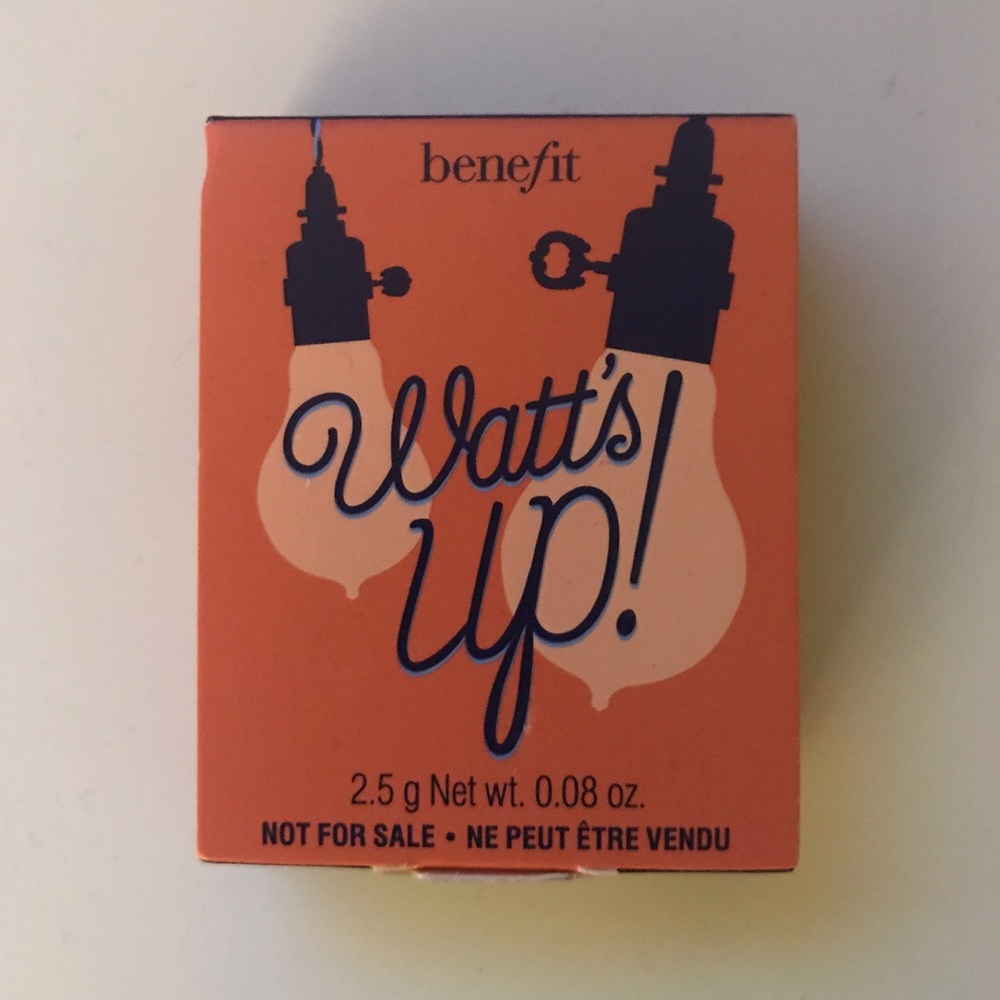 benefit
Watt's
up!
2.5 g Net wt. 0.08 oz.
NOT FOR SALE • NE PEUT ÊTRE VENDU